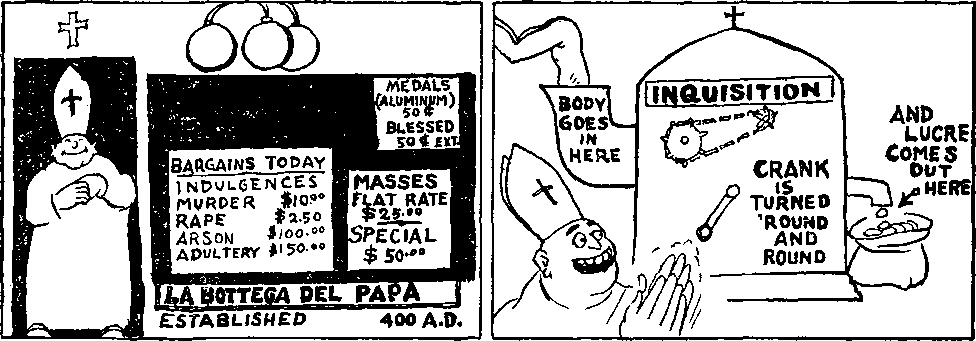 MEDALS
(ALUMINUM)
50¢
BLESSED
50¢ EXT.
BARGAINS TODAY
INDULGENCES
MURDER $10.00
RAPE $2.50
ARSON $100.00
ADULTERY $150.00
MASSES
FLAT RATE
$25.00
SPECIAL
$50.00
LA BOTTEGA DEL PAPA
ESTABLISHED 400 A.D.
INQUISITION
BODY
GOES
IN
HERE
CRANK
IS
TURNED
'ROUND
AND
ROUND
AND
LUCRE
COMES
OUT
HERE